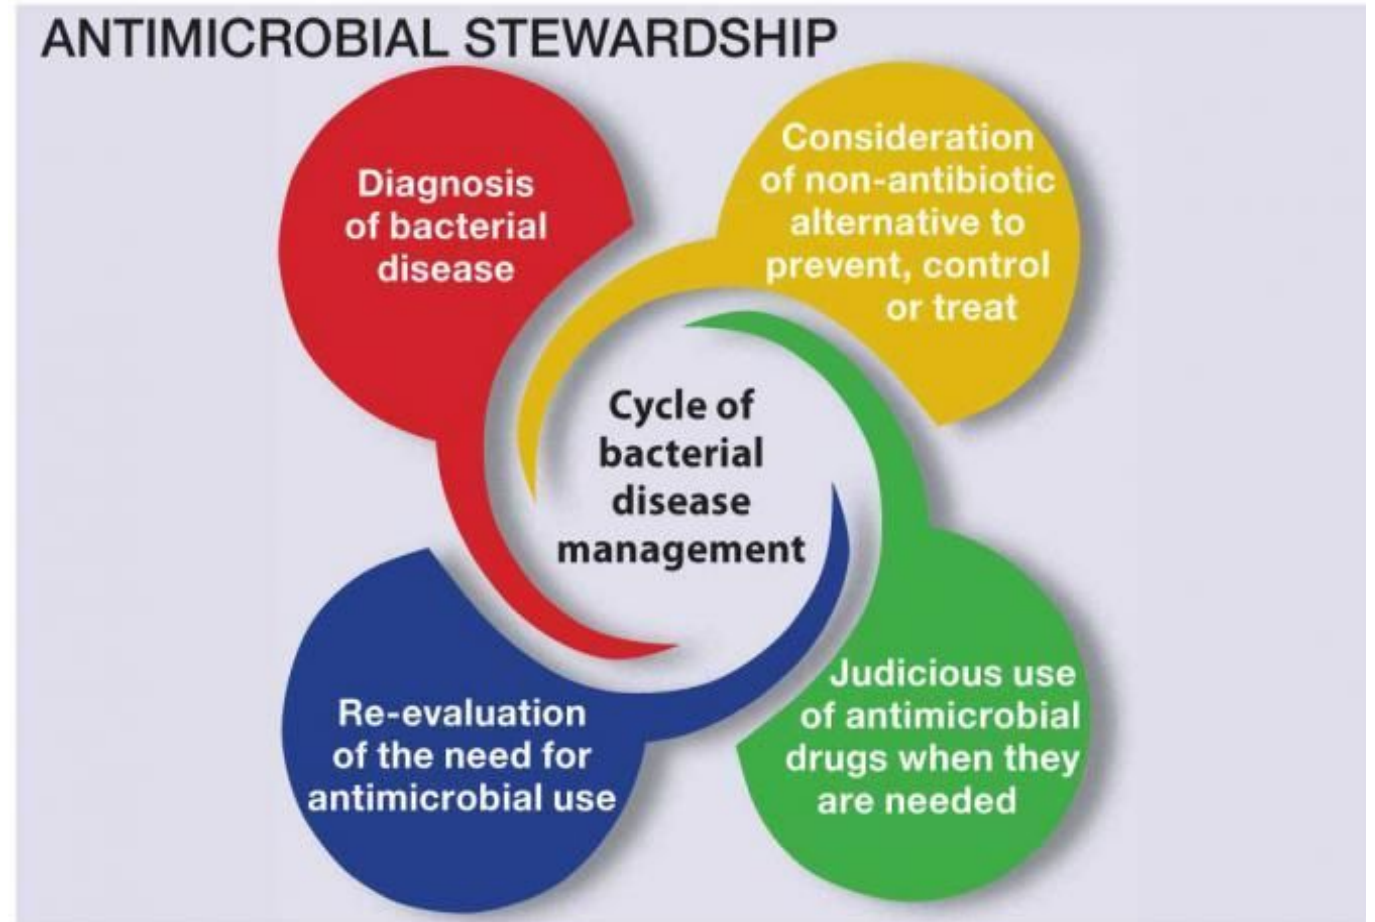 ANTIMICROBIAL STEWARDSHIP
Diagnosis
of bacterial
disease
Consideration
of non-antibiotic
alternative to
prevent, control
or treat
Cycle of
bacterial
disease
management
Re-evaluation
of the need for
antimicrobial use
Judicious use
of antimicrobial
drugs when they
are needed